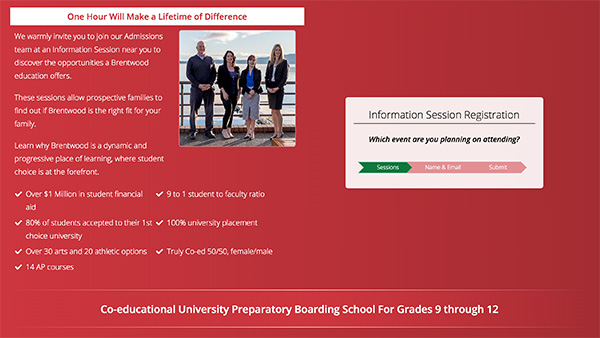 One Hour Will Make a Lifetime of Difference
We warmly invite you to join our Admissions
team at an Information Session near you to
discover the opportunities a Brentwood
education offers.
These sessions allow prospective families to
find out if Brentwood is the right fit for your
family.
Learn why Brentwood is a dynamic and
progressive place of learning, where student
choice is at the forefront.
Over $1 Million in student financial
aid
9 to 1 student to faculty ratio
80% of students accepted to their 1st
choice university
100% university placement
Over 30 arts and 20 athletic options
Truly Co-ed 50/50, female/male
14 AP courses
Information Session Registration
Which event are you planning on attending?
Sessions
Name & Email
Submit
Co-educational University Preparatory Boarding School For Grades 9 through 12